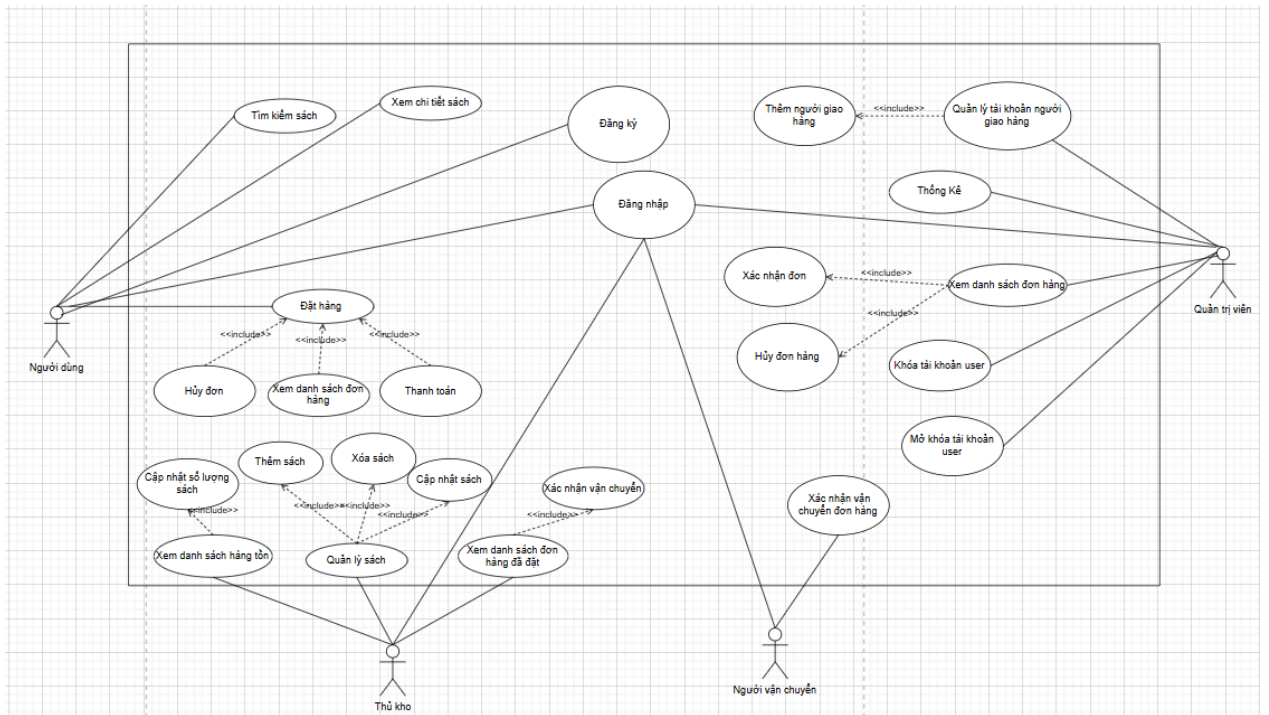 Tìm kiếm sách
Xem chi tiết sách
Đăng ký
Thêm người giao
hàng
<<include>>
Quản lý tài khoản người
giao hàng
Thống Kê
Đăng nhập
Xác nhận đơn
<<include>>
Xem danh sách đơn hàng
<<include>>
Hủy đơn hàng
Quản trị viên
Khóa tài khoản user
Mở khóa tài khoản
user
Người dùng
Đặt hàng
<<include>>
<<include>>
<<include>>
Hủy đơn
Xem danh sách đơn
hàng
Thanh toán
Cập nhật số lượng
sách
Thêm sách
Xóa sách
Cập nhật sách
Xác nhận vận chuyển
<<include>>
<<include>>
<<include>>
<<include>>
<<include>>
Xem danh sách hàng tồn
Quản lý sách
Xem danh sách đơn
hàng đã đặt
Xác nhận vận
chuyển đơn hàng
Thủ kho
Người vận chuyển